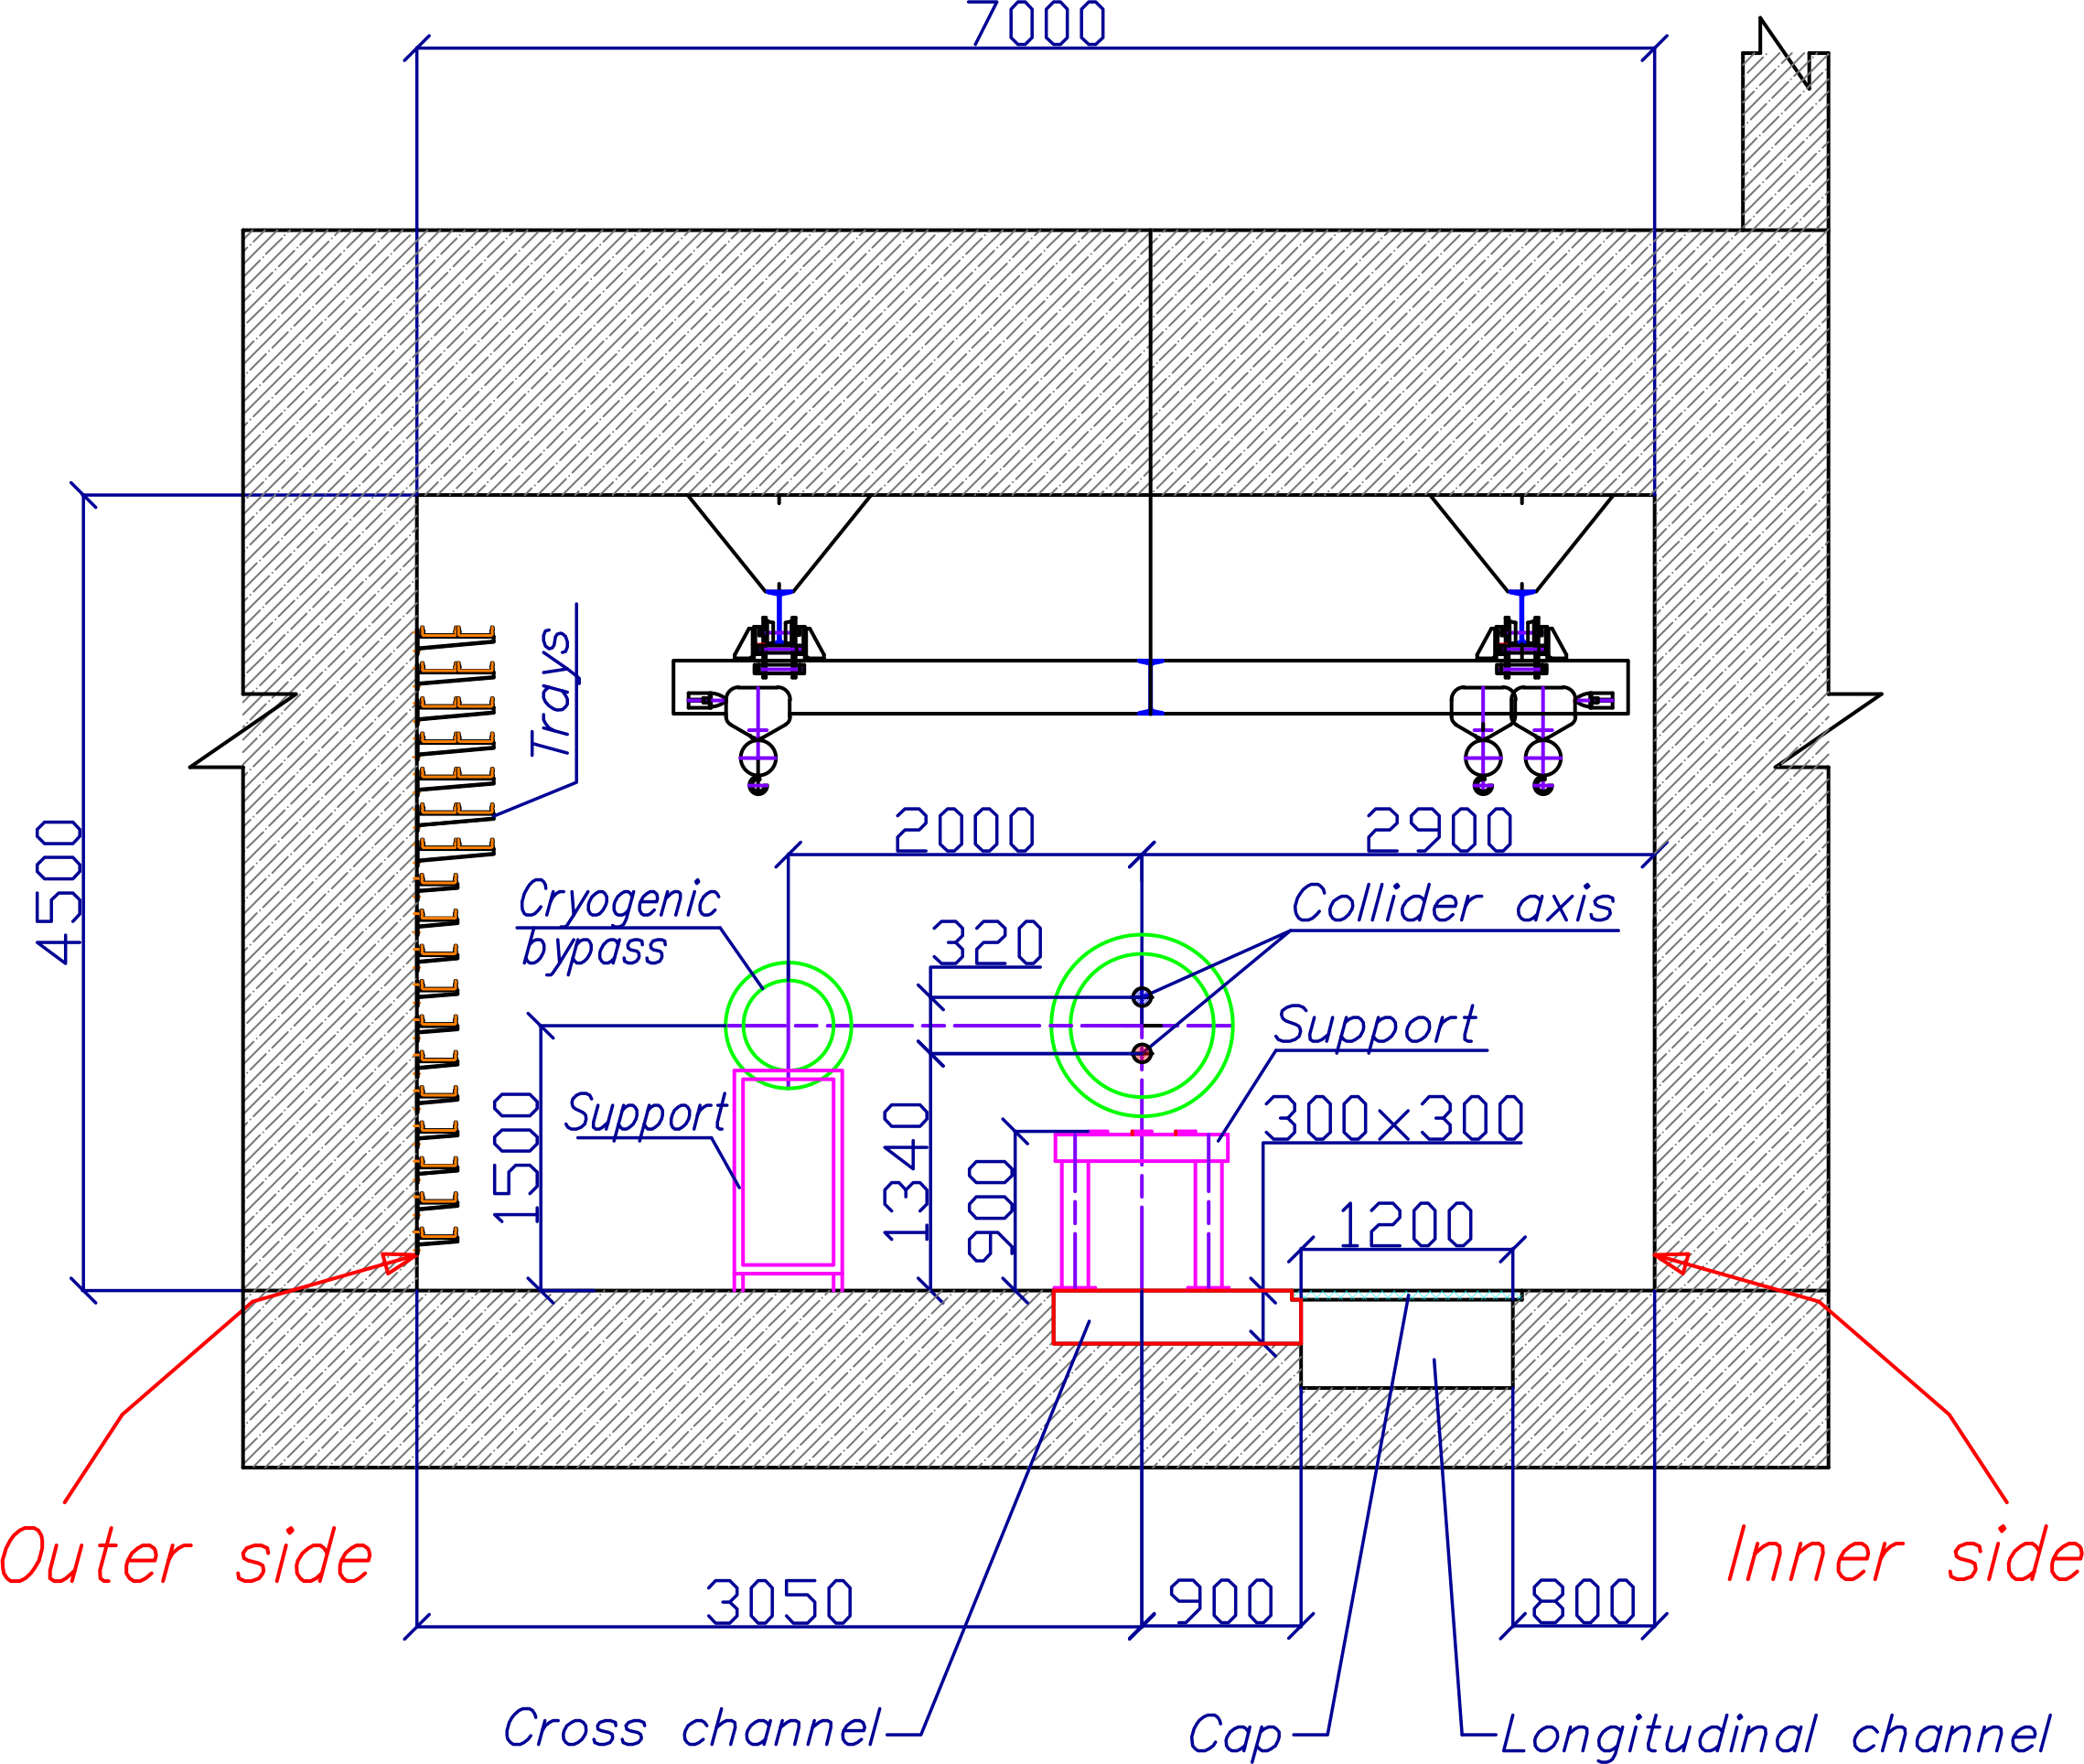 7000
Trays
4500
2000
2900
Cryogenic
bypass
320
Collider axis
Support
1500
Support
1340
900
300x300
1200
Outer side
Inner side
3050
900
800
Cross channel
Cap
Longitudinal channel